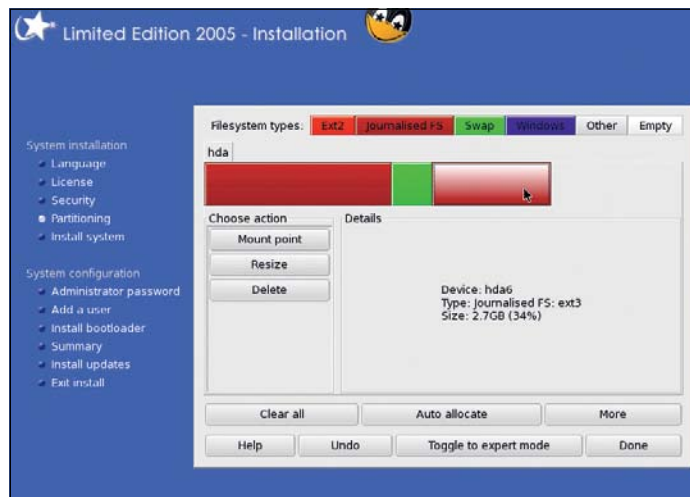 Limited Edition 2005 - Installation
System installation
Language
License
Security
Partitioning
Install system
System configuration
Administrator password
Add a user
Install bootloader
Summary
Install updates
Exit install
Filesystem types: Ext2 Journalised FS Swap Windows Other Empty
hda
Choose action
Mount point
Resize
Delete
Details
Device: hda6
Type: Journalised FS: ext3
Size: 2.7GB (34%)
Clear all Auto allocate More
Help Undo Toggle to expert mode Done